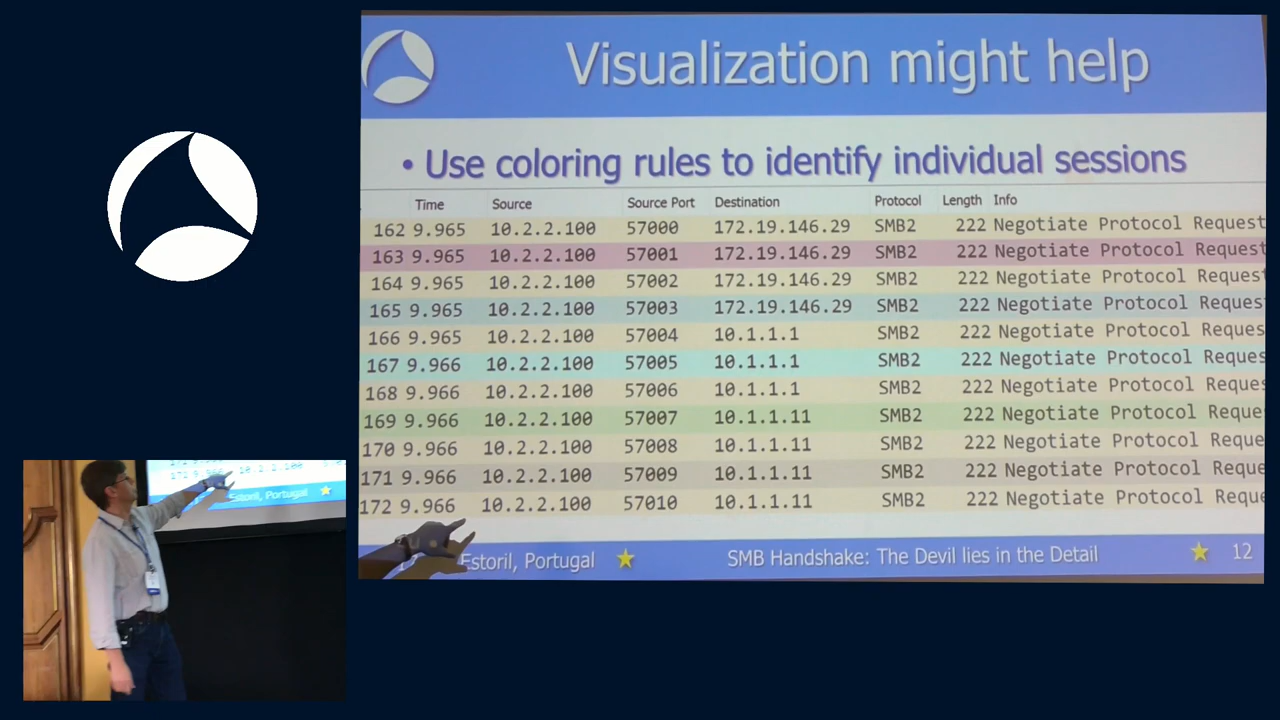 Visualization might help
• Use coloring rules to identify individual sessions
Time Source Source Port Destination Protocol Length Info
162 9.965 10.2.2.100 57000 172.19.146.29 SMB2 222 Negotiate Protocol Request
163 9.965 10.2.2.100 57001 172.19.146.29 SMB2 222 Negotiate Protocol Request
164 9.965 10.2.2.100 57002 172.19.146.29 SMB2 222 Negotiate Protocol Request
165 9.965 10.2.2.100 57003 172.19.146.29 SMB2 222 Negotiate Protocol Reques
166 9.965 10.2.2.100 57004 10.1.1.1 SMB2 222 Negotiate Protocol Reques
167 9.966 10.2.2.100 57005 10.1.1.1 SMB2 222 Negotiate Protocol Reques
168 9.966 10.2.2.100 57006 10.1.1.1 SMB2 222 Negotiate Protocol Reques
169 9.966 10.2.2.100 57007 10.1.1.11 SMB2 222 Negotiate Protocol Reque
170 9.966 10.2.2.100 57008 10.1.1.11 SMB2 222 Negotiate Protocol Reque
171 9.966 10.2.2.100 57009 10.1.1.11 SMB2 222 Negotiate Protocol Reque
172 9.966 10.2.2.100 57010 10.1.1.11 SMB2 222 Negotiate Protocol Reque
Estoril, Portugal SMB Handshake: The Devil lies in the Detail 12
172 9.966 10.2.2.100
Estoril, Portugal